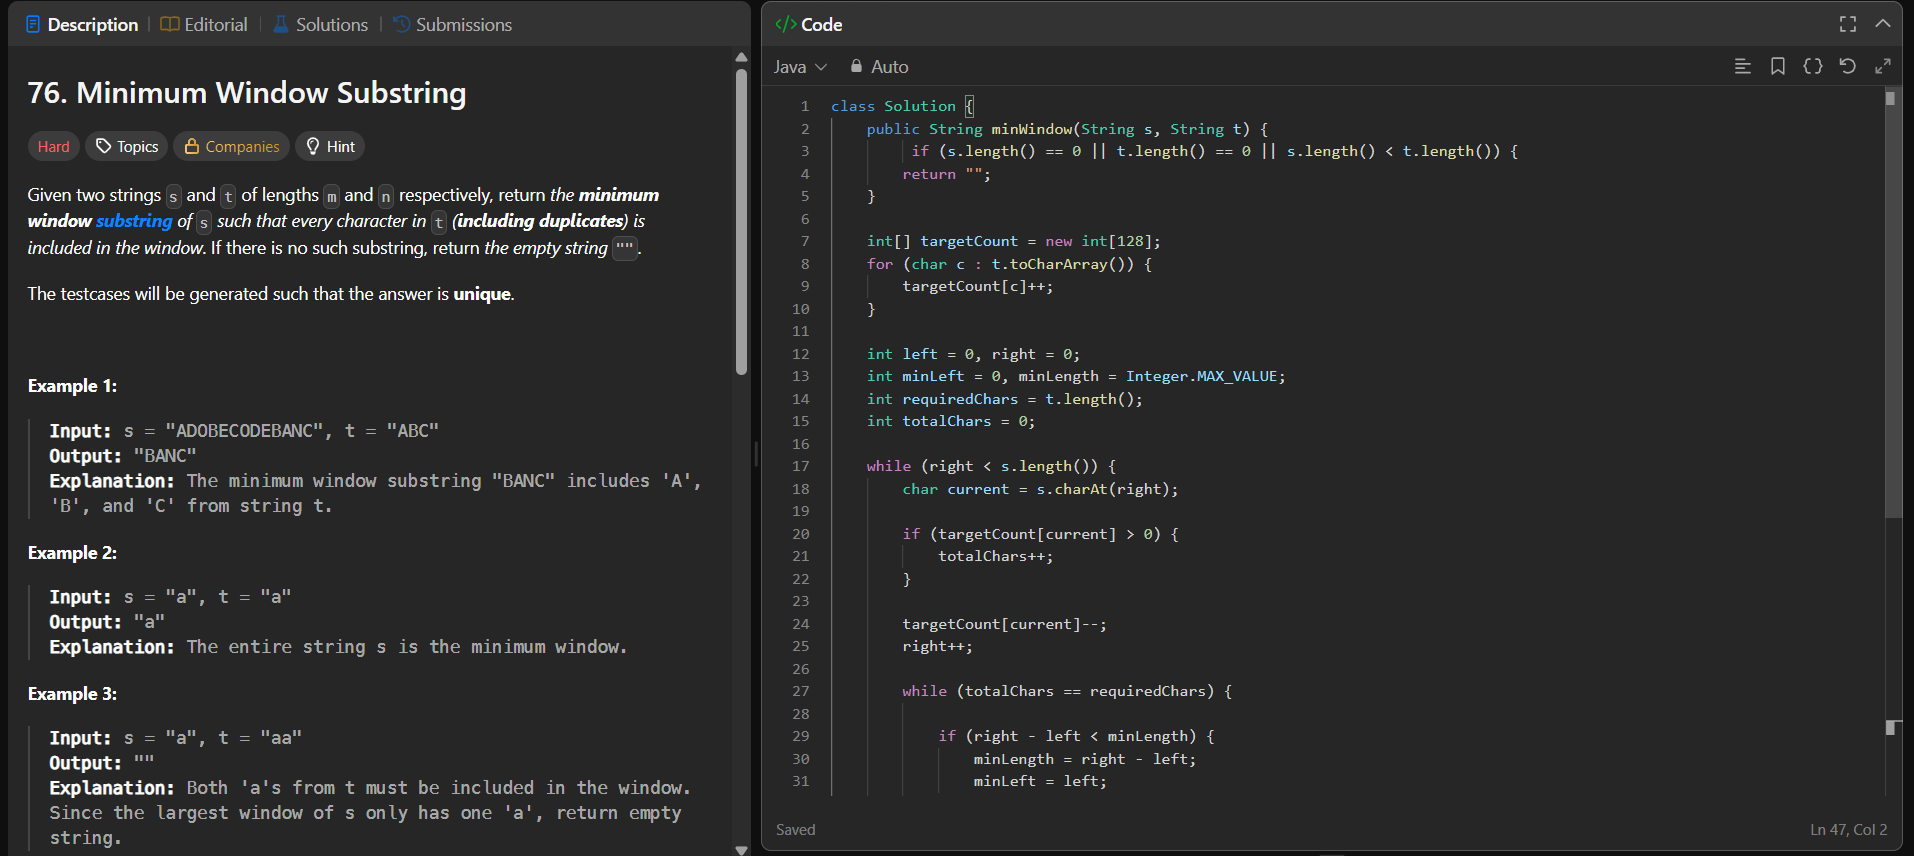 Description | Editorial | Solutions | Submissions
76. Minimum Window Substring
Hard Topics Companies Hint
Given two strings s and t of lengths m and n respectively, return the minimum
window substring of s such that every character in t (including duplicates) is
included in the window. If there is no such substring, return the empty string "".
The testcases will be generated such that the answer is unique.
Example 1:
Input: s = "ADOBECODEBANC", t = "ABC"
Output: "BANC"
Explanation: The minimum window substring "BANC" includes 'A',
'B', and 'C' from string t.
Example 2:
Input: s = "a", t = "a"
Output: "a"
Explanation: The entire string s is the minimum window.
Example 3:
Input: s = "a", t = "aa"
Output: ""
Explanation: Both 'a's from t must be included in the window.
Since the largest window of s only has one 'a', return empty
string.
</> Code
Java Auto
1 class Solution {
2 public String minWindow(String s, String t) {
3 if (s.length() == 0 || t.length() == 0 || s.length() < t.length()) {
4 return "";
5 }
6
7 int[] targetCount = new int[128];
8 for (char c : t.toCharArray()) {
9 targetCount[c]++;
10 }
11
12 int left = 0, right = 0;
13 int minLeft = 0, minLength = Integer.MAX_VALUE;
14 int requiredChars = t.length();
15 int totalChars = 0;
16
17 while (right < s.length()) {
18 char current = s.charAt(right);
19
20 if (targetCount[current] > 0) {
21 totalChars++;
22 }
23
24 targetCount[current]--;
25 right++;
26
27 while (totalChars == requiredChars) {
28
29 if (right - left < minLength) {
30 minLength = right - left;
31 minLeft = left;
Saved
Ln 47, Col 2